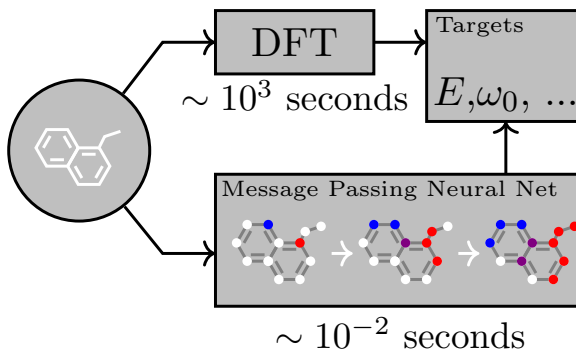 DFT
Targets
∼ 10³ seconds
E,ω₀, ...
Message Passing Neural Net
∼ 10⁻² seconds